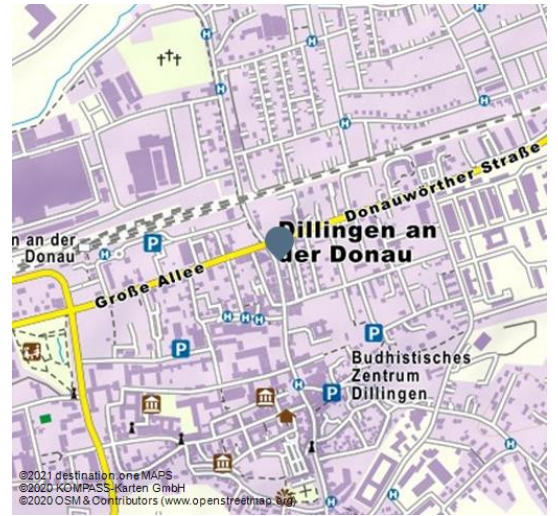 Donauwörther Straße
Dillingen an
der Donau
n an der
Donau
Große Allee
P
H
H
H
H
H
P
H
H
H
H
P
P
Budhistisches
Zentrum
Dillingen
H
H
H
©2021 destination.one MAPS
©2020 KOMPASS-Karten GmbH
©2020 OSM & Contributors (www.openstreetmap.org)